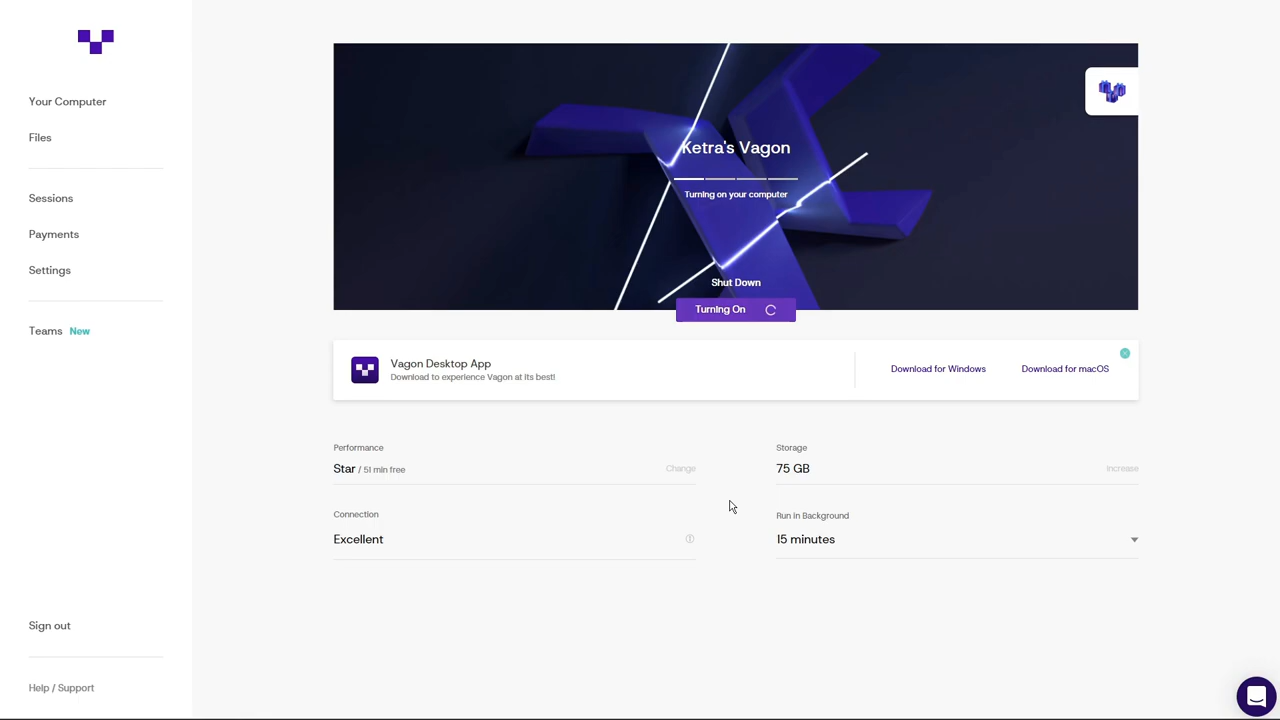 Your Computer
Files
Sessions
Payments
Settings
Teams New
Sign out
Help / Support
Ketra's Vagon
Turning on your computer
Shut Down
Turning On
Vagon Desktop App
Download to experience Vagon at its best!
Download for Windows
Download for macOS
Performance
Star / 51 min free
Change
Storage
75 GB
Increase
Connection
Excellent
Run in Background
15 minutes